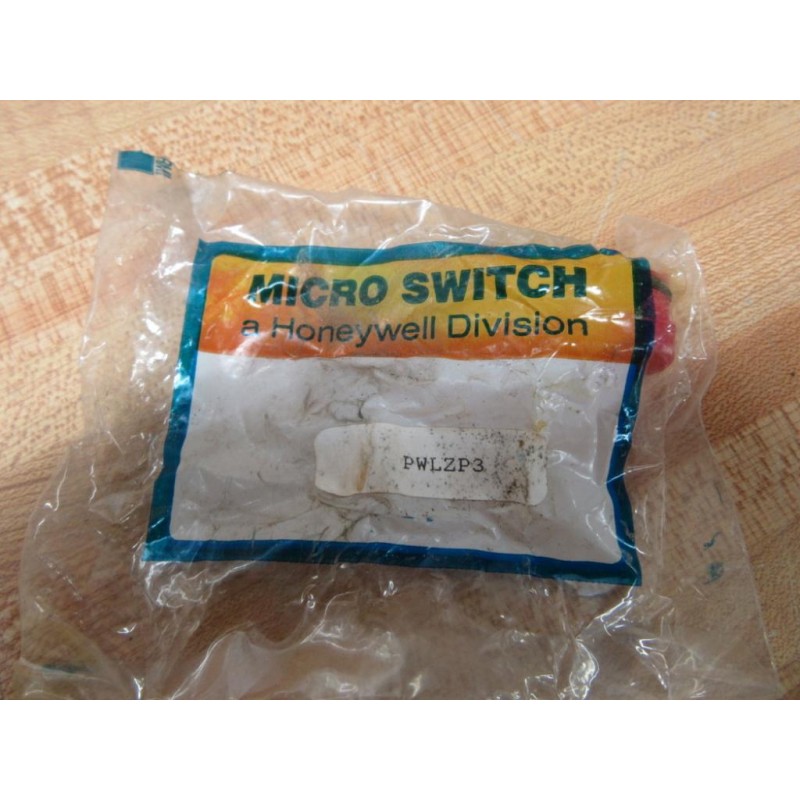 MICRO SWITCH
a Honeywell Division
PWLZP3